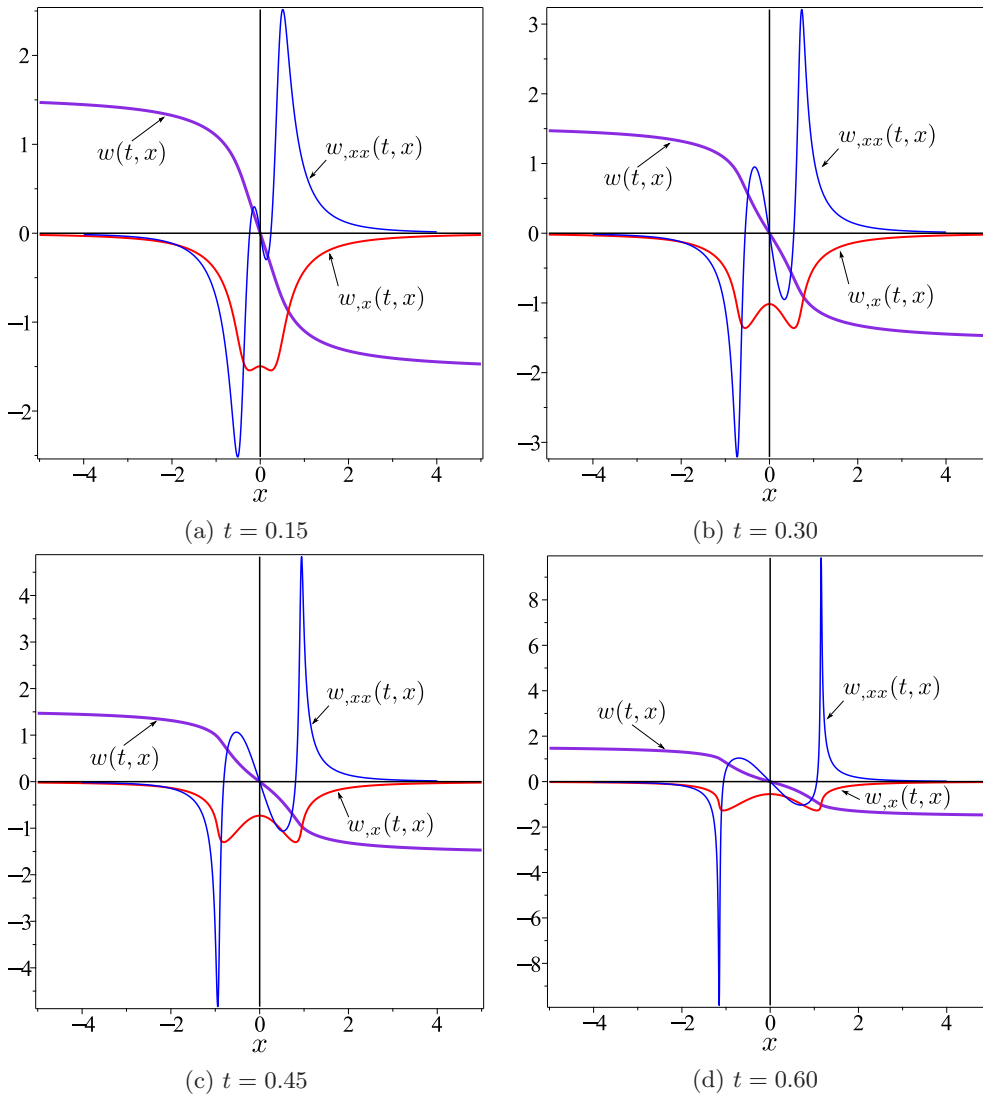 2
1
0
−1
−2
w(t, x)
w,xx(t, x)
w,x(t, x)
−4 −2 0 2 4
x
(a) t = 0.15
3
2
1
0
−1
−2
−3
w(t, x)
w,xx(t, x)
w,x(t, x)
−4 −2 0 2 4
x
(b) t = 0.30
4
3
2
1
0
−1
−2
−3
−4
w(t, x)
w,xx(t, x)
w,x(t, x)
−4 −2 0 2 4
x
(c) t = 0.45
8
6
4
2
0
−2
−4
−6
−8
w(t, x)
w,xx(t, x)
w,x(t, x)
−4 −2 0 2 4
x
(d) t = 0.60